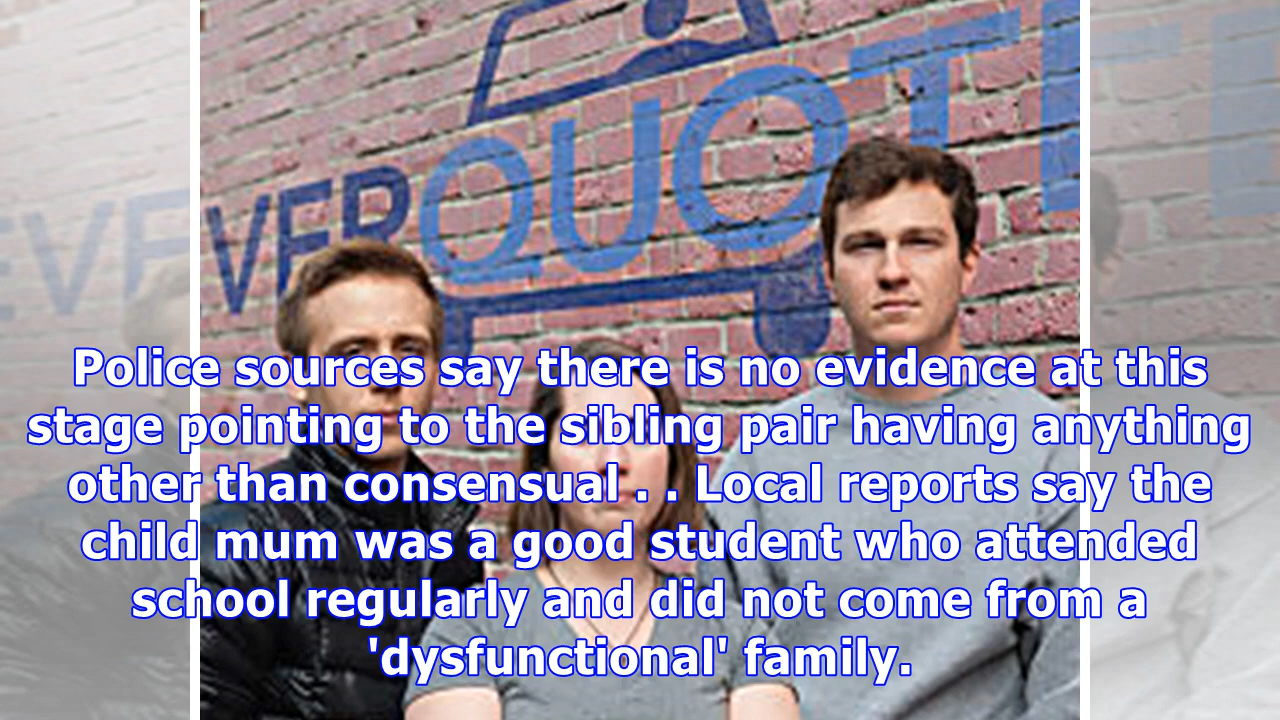 EVERQUOTE
Police sources say there is no evidence at this
stage pointing to the sibling pair having anything
other than consensual . . Local reports say the
child mum was a good student who attended
school regularly and did not come from a
'dysfunctional' family.